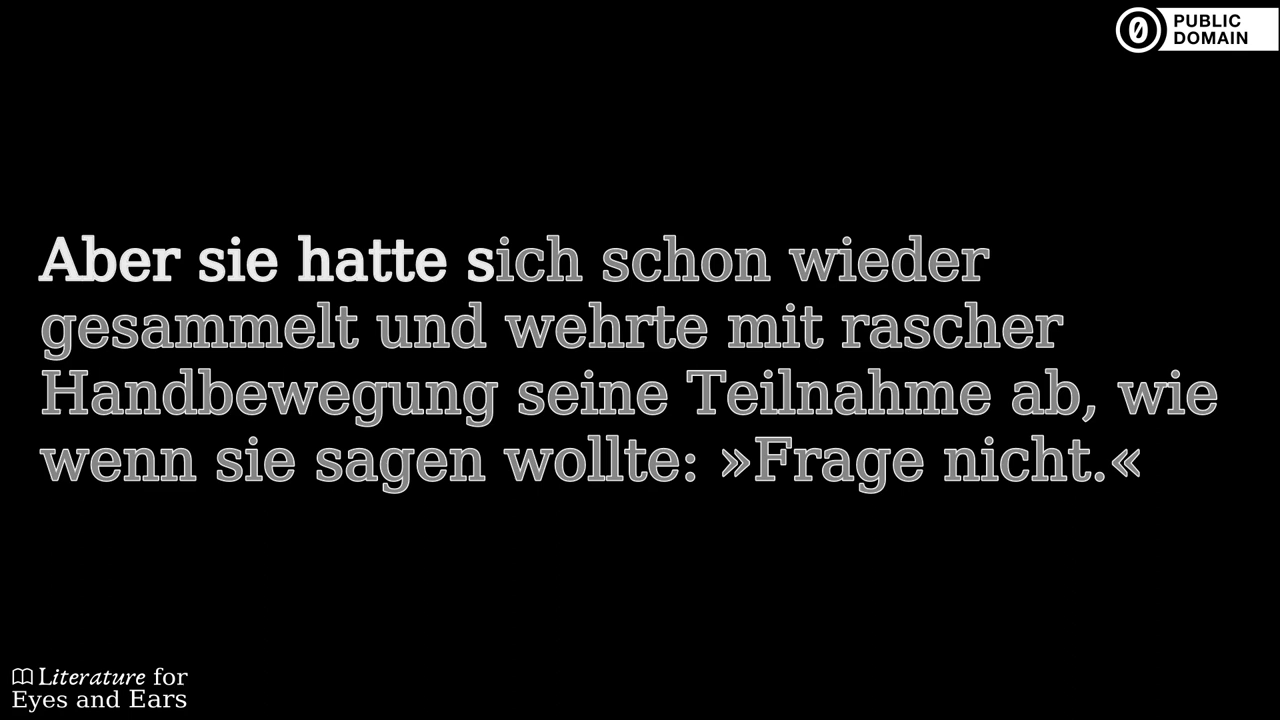 PUBLIC
DOMAIN
Aber sie hatte sich schon wieder
gesammelt und wehrte mit rascher
Handbewegung seine Teilnahme ab, wie
wenn sie sagen wollte: »Frage nicht.«
Literature for
Eyes and Ears